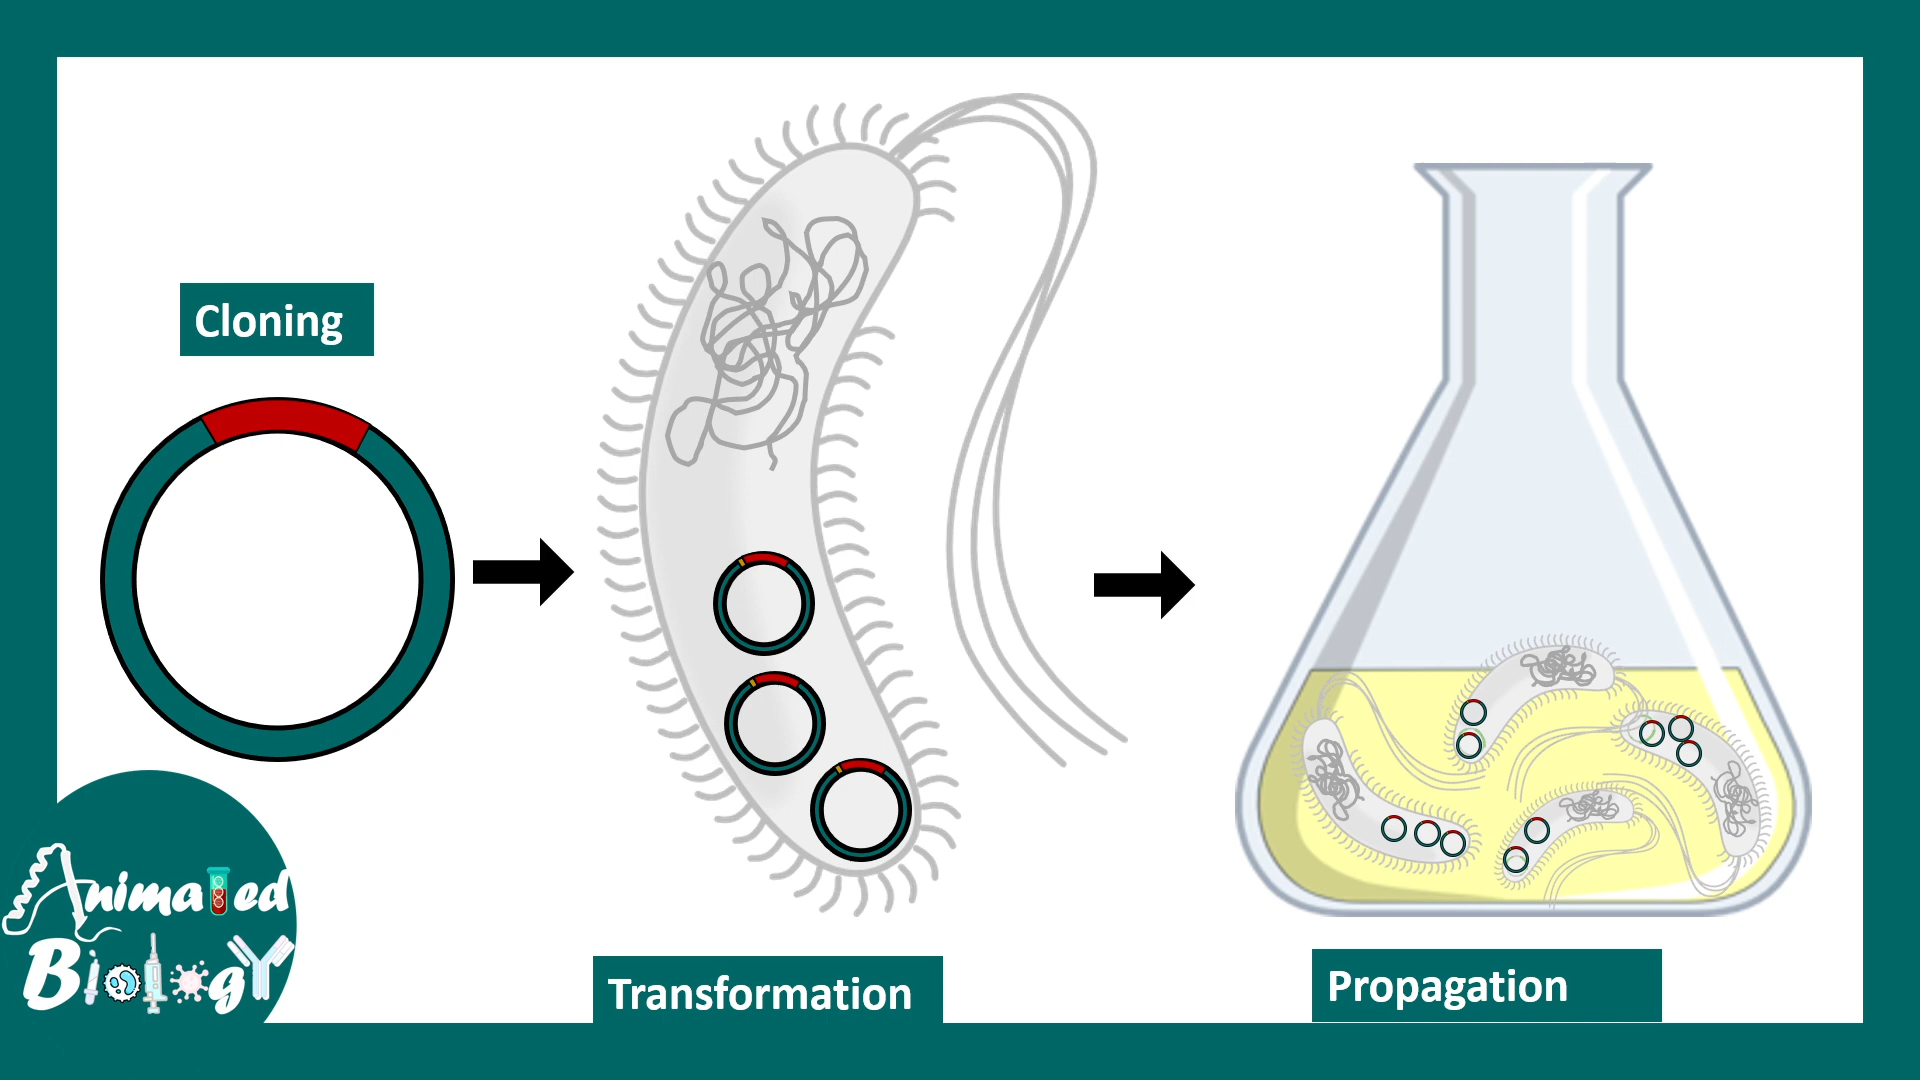 Cloning
Transformation
Propagation
Animated
Biology